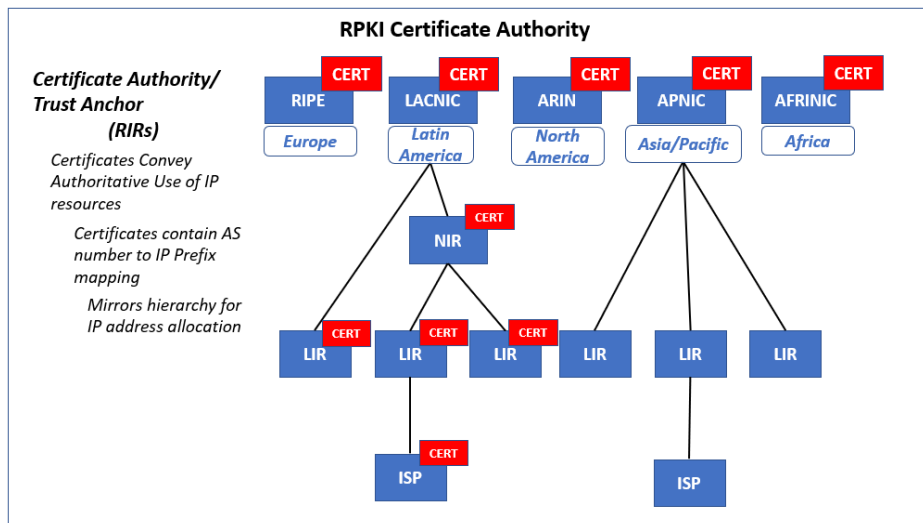 RPKI Certificate Authority
Certificate Authority/
Trust Anchor
(RIRs)
Certificates Convey
Authoritative Use of IP
resources
Certificates contain AS
number to IP Prefix
mapping
Mirrors hierarchy for
IP address allocation
CERT
RIPE
Europe
CERT
LACNIC
Latin
America
CERT
ARIN
North
America
CERT
APNIC
Asia/Pacific
CERT
AFRINIC
Africa
CERT
NIR
CERT
LIR
CERT
LIR
CERT
LIR
LIR
LIR
LIR
CERT
ISP
ISP